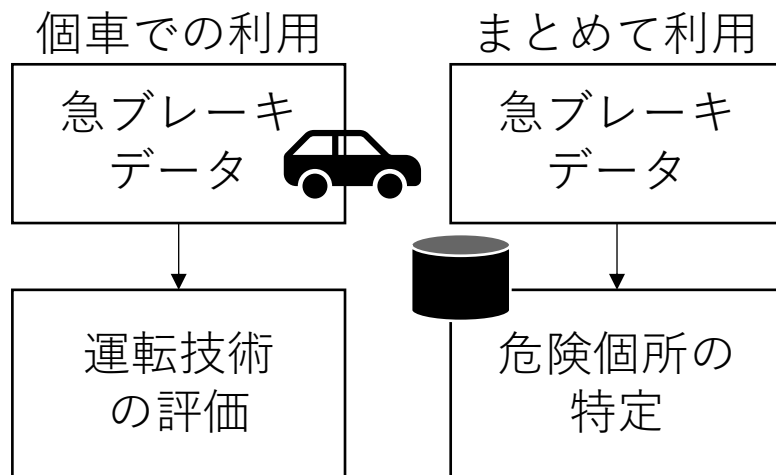 個車での利用
急ブレーキ
データ
運転技術
の評価
まとめて利用
急ブレーキ
データ
危険個所の
特定